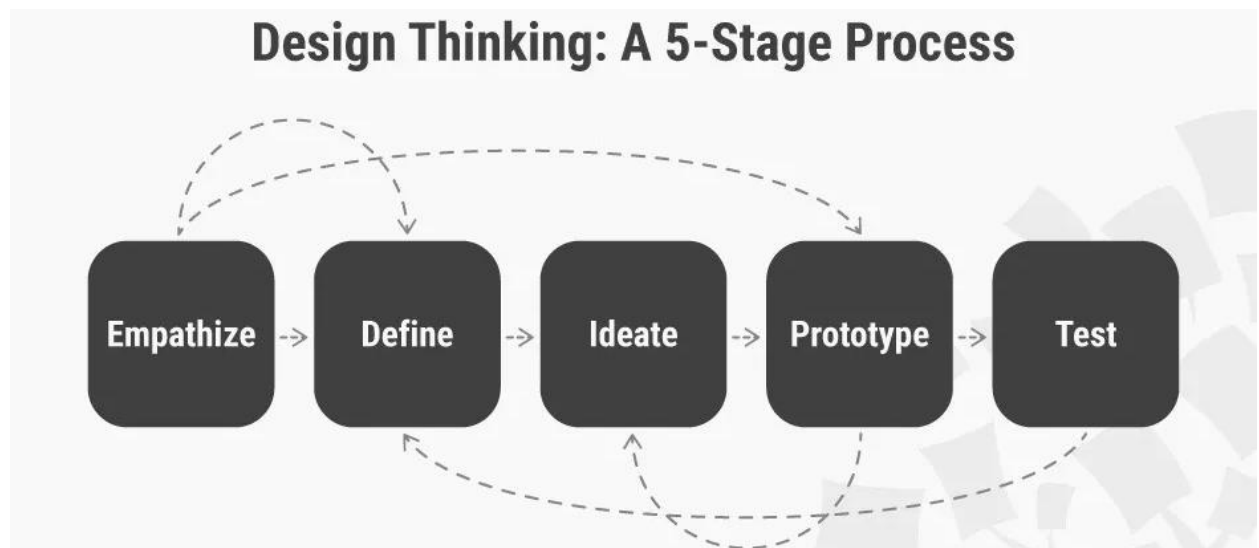 Design Thinking: A 5-Stage Process
Empathize
Define
Ideate
Prototype
Test